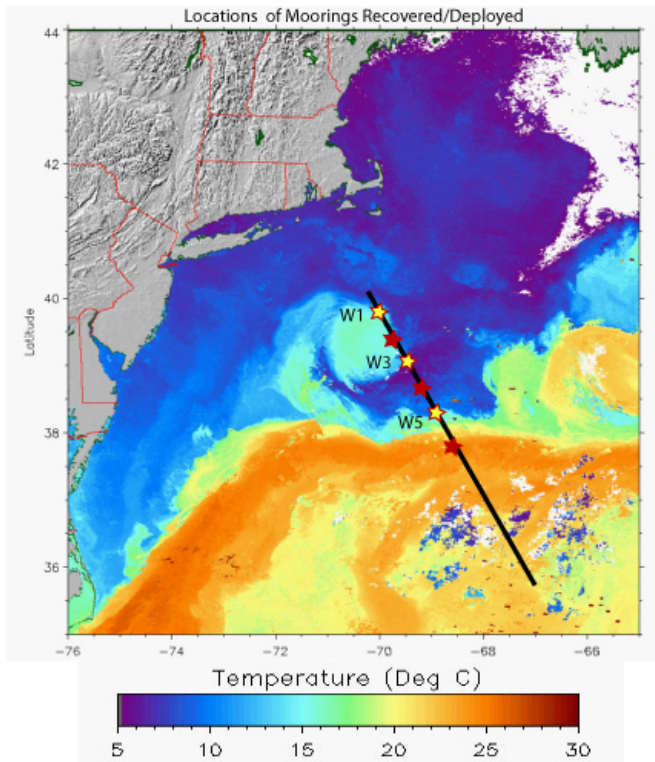 Locations of Moorings Recovered/Deployed
44
42
40
38
36
Latitude
W1
W3
W5
−76 −74 −72 −70 −68 −66
Temperature (Deg C)
5 10 15 20 25 30